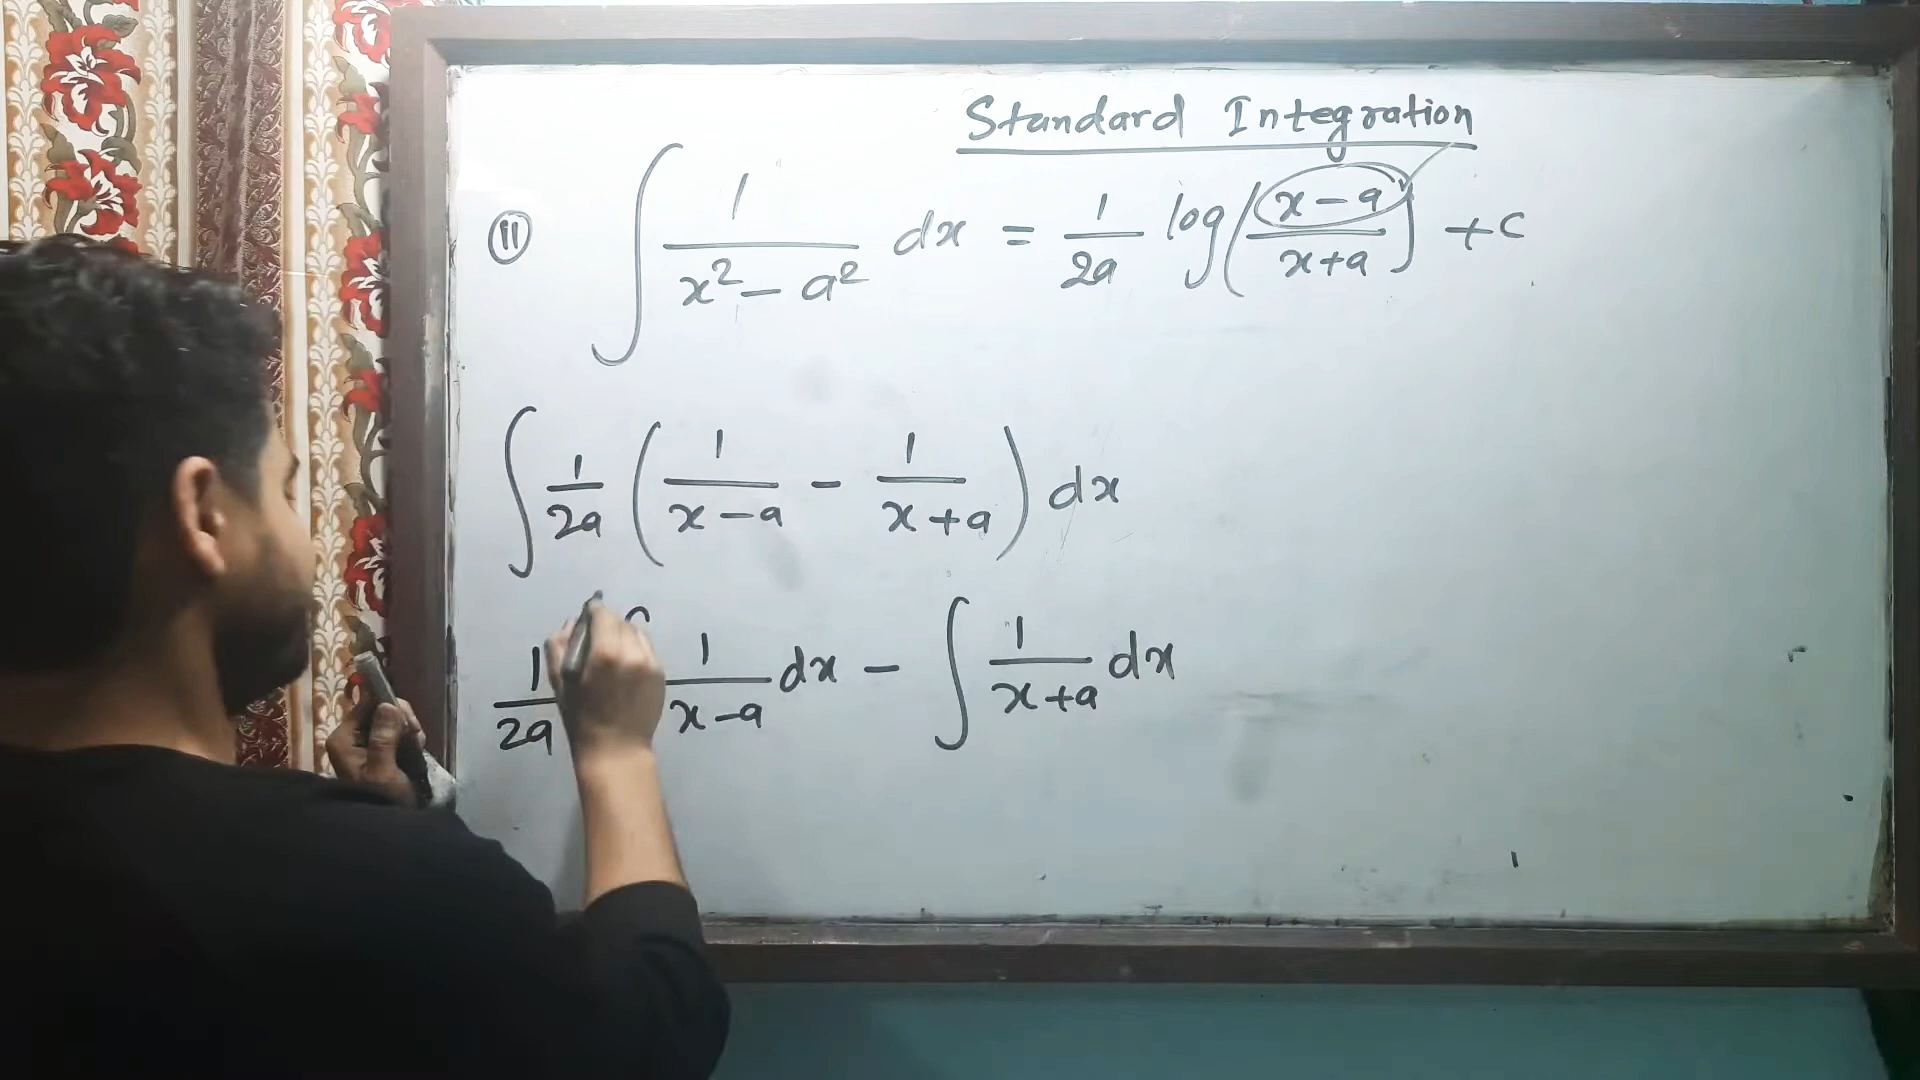 Standard Integration
(11) ∫ 1/(x² - a²) dx = 1/2a log((x-a)/(x+a)) + c
∫ 1/2a (1/(x-a) - 1/(x+a)) dx
1/2a ∫ 1/(x-a) dx - ∫ 1/(x+a) dx